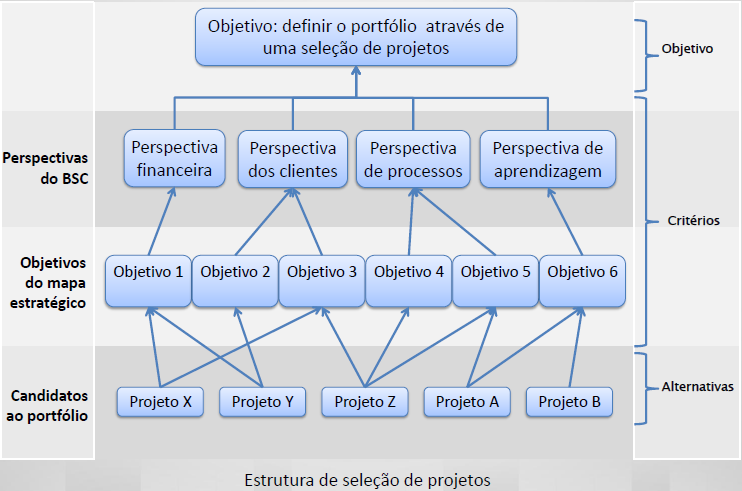 Objetivo: definir o portfólio através de
uma seleção de projetos
Objetivo
Perspectivas
do BSC
Perspectiva
financeira
Perspectiva
dos clientes
Perspectiva
de processos
Perspectiva de
aprendizagem
Critérios
Objetivos
do mapa
estratégico
Objetivo 1
Objetivo 2
Objetivo 3
Objetivo 4
Objetivo 5
Objetivo 6
Candidatos
ao portfólio
Projeto X
Projeto Y
Projeto Z
Projeto A
Projeto B
Alternativas
Estrutura de seleção de projetos